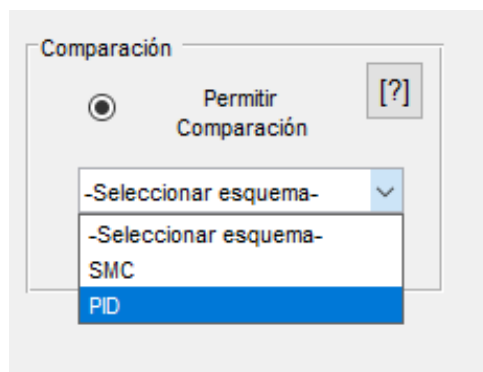 Comparación
Permitir
Comparación
[?]
-Seleccionar esquema-
-Seleccionar esquema-
SMC
PID